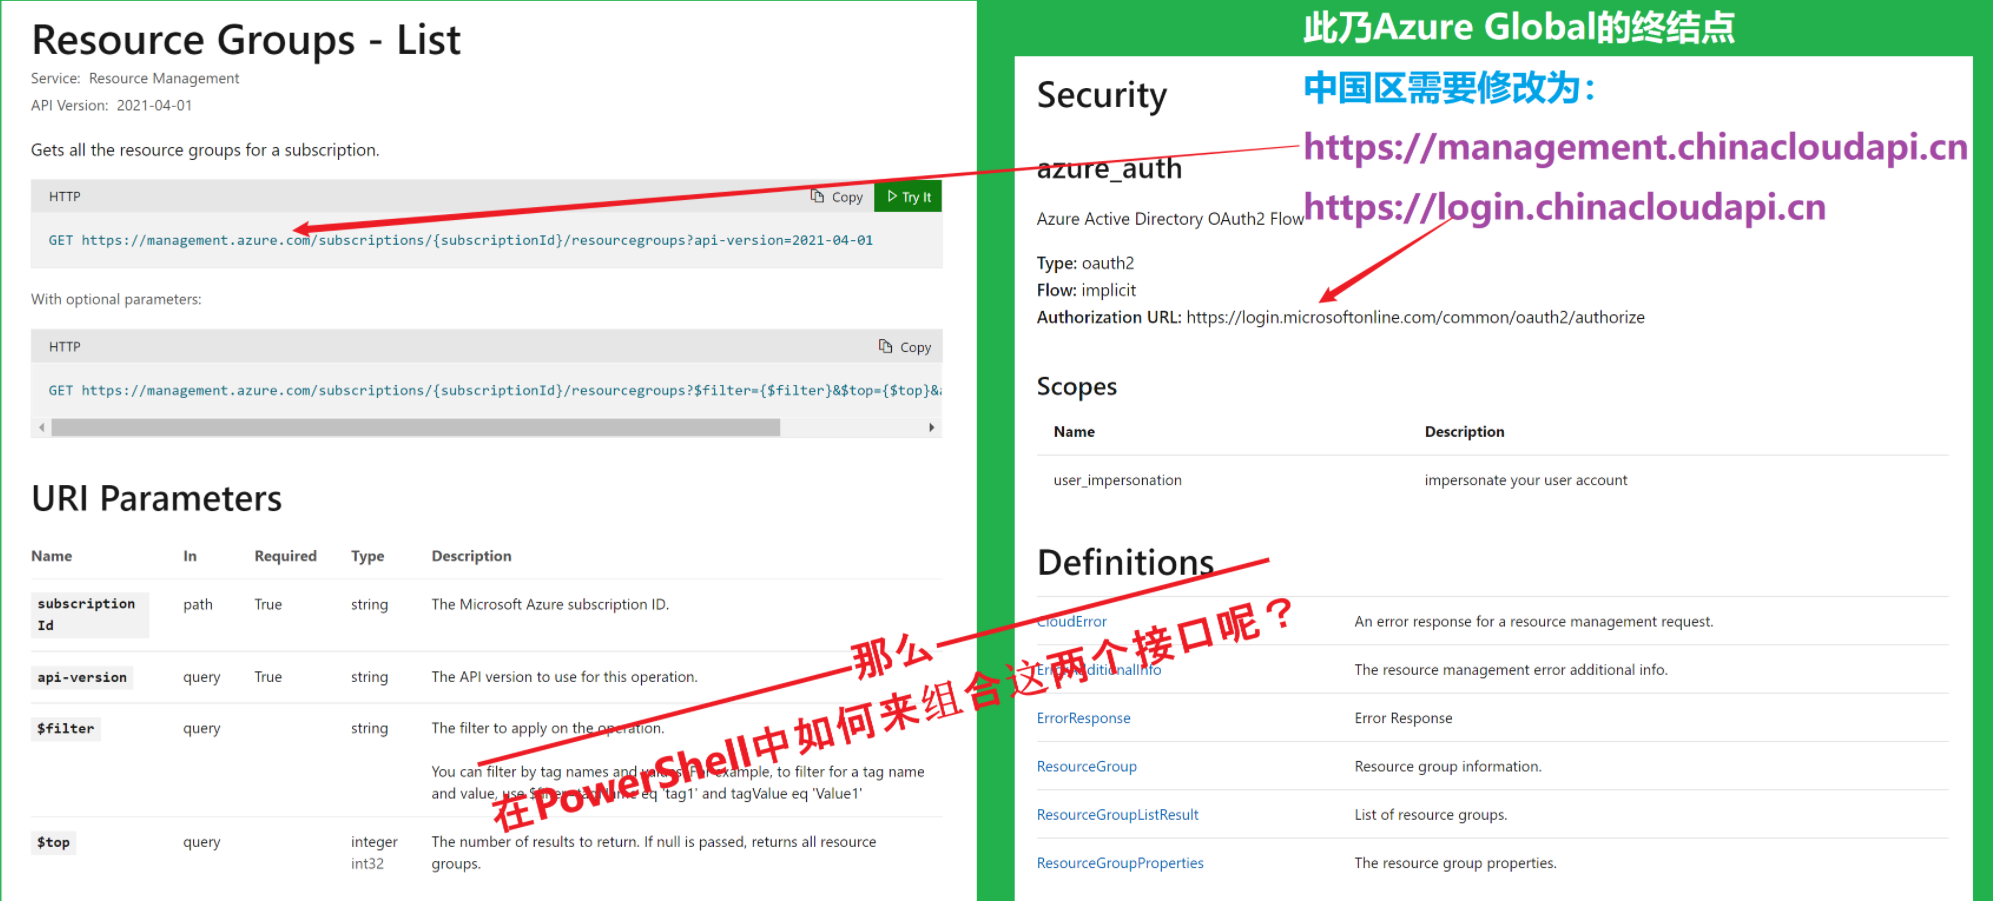 Resource Groups - List
Service: Resource Management
API Version: 2021-04-01
Gets all the resource groups for a subscription.
HTTP
Copy
Try It
GET https://management.azure.com/subscriptions/{subscriptionId}/resourcegroups?api-version=2021-04-01
With optional parameters:
HTTP
Copy
GET https://management.azure.com/subscriptions/{subscriptionId}/resourcegroups?$filter={$filter}&$top={$top}&
URI Parameters
Name In Required Type Description
subscription
Id
path True string The Microsoft Azure subscription ID.
api-version query True string The API version to use for this operation.
$filter query string The filter to apply on the operation.
You can filter by tag names and values. For example, to filter for a tag name
and value, use $filter=tagName eq 'tag1' and tagValue eq 'Value1'
$top query integer
int32
The number of results to return. If null is passed, returns all resource
groups.
此乃Azure Global的终结点
中国区需要修改为：
https://management.chinacloudapi.cn
https://login.chinacloudapi.cn
Security
azure_auth
Azure Active Directory OAuth2 Flow
Type: oauth2
Flow: implicit
Authorization URL: https://login.microsoftonline.com/common/oauth2/authorize
Scopes
Name Description
user_impersonation impersonate your user account
Definitions
CloudError An error response for a resource management request.
ErrorAdditionalInfo The resource management error additional info.
ErrorResponse Error Response
ResourceGroup Resource group information.
ResourceGroupListResult List of resource groups.
ResourceGroupProperties The resource group properties.
那么
在PowerShell中如何来组合这两个接口呢？